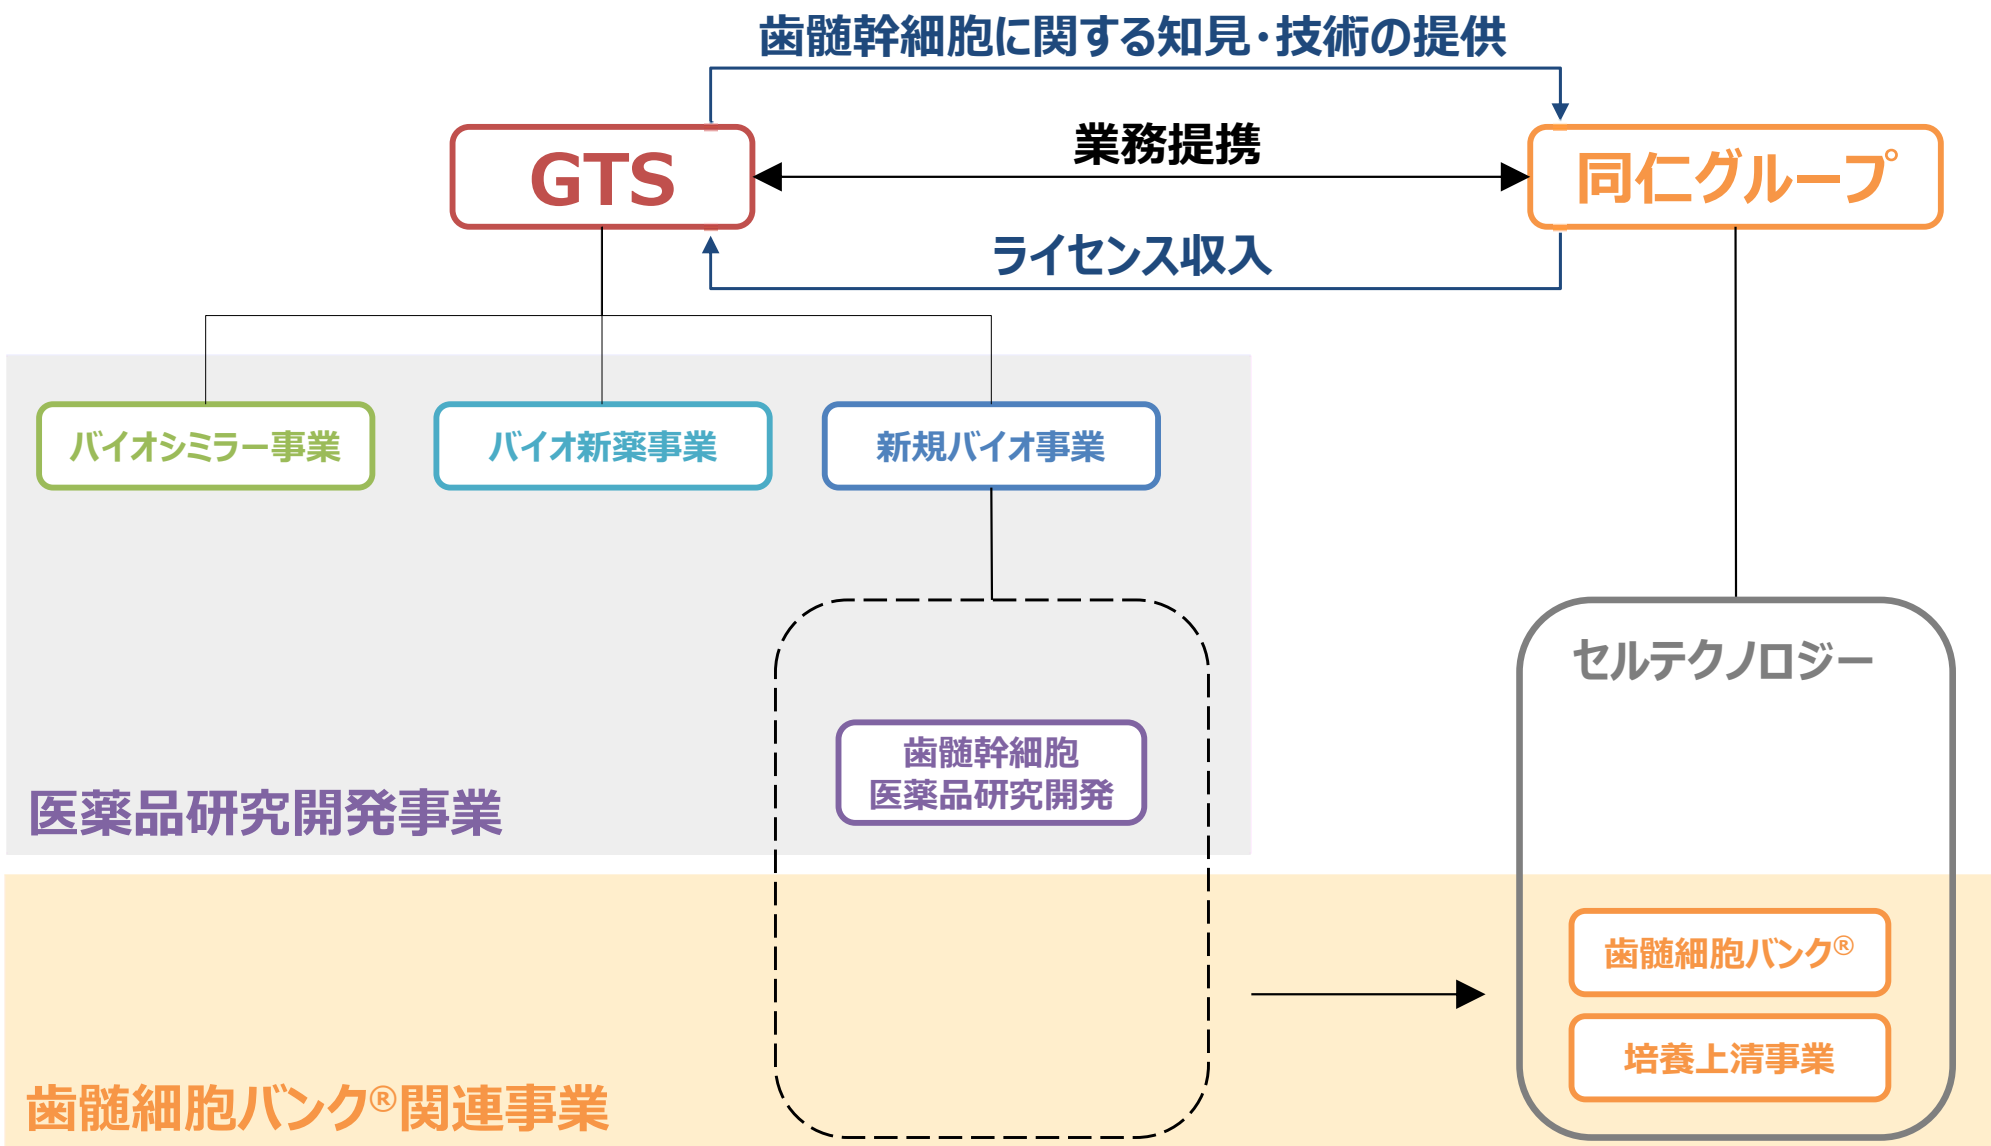 歯髄幹細胞に関する知見・技術の提供
業務提携
GTS
同仁グループ
ライセンス収入
バイオシミラー事業
バイオ新薬事業
新規バイオ事業
セルテクノロジー
歯髄幹細胞
医薬品研究開発
医薬品研究開発事業
歯髄細胞バンク®
培養上清事業
歯髄細胞バンク®関連事業